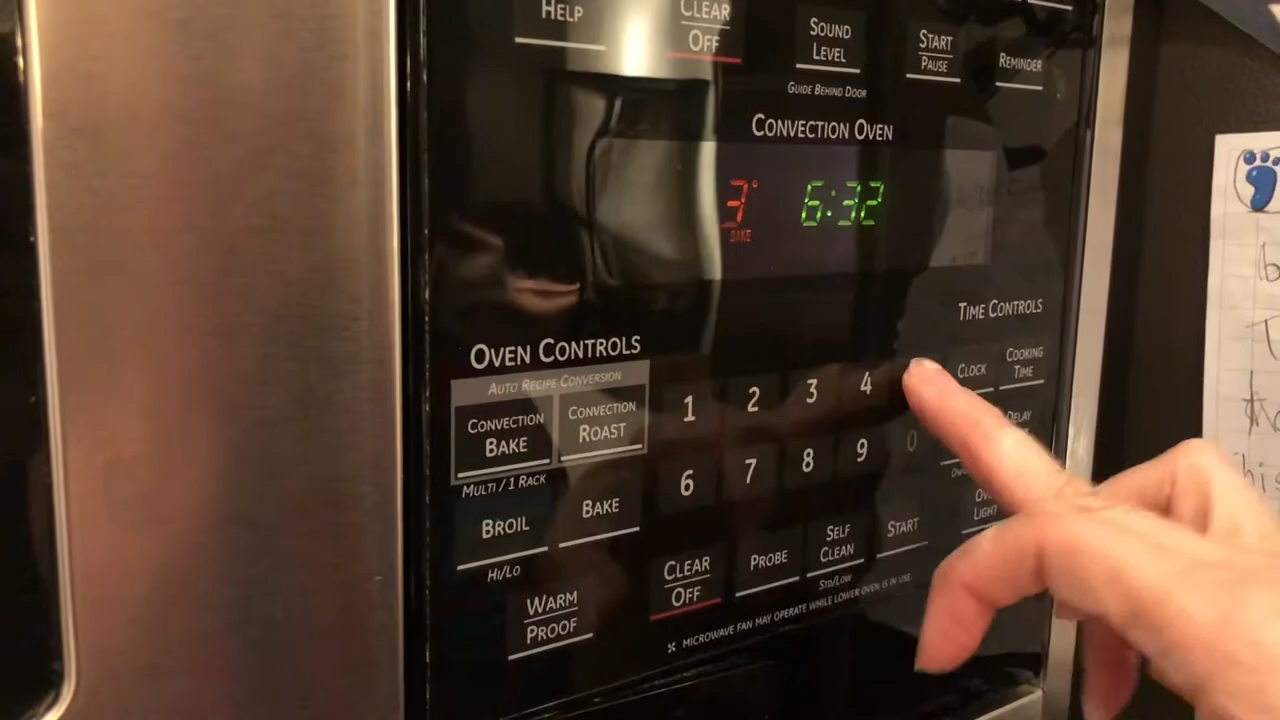 HELP
CLEAR
OFF
SOUND
LEVEL
START
PAUSE
REMINDER
GUIDE BEHIND DOOR
CONVECTION OVEN
3° 6:32
BAKE
TIME CONTROLS
OVEN CONTROLS
AUTO RECIPE CONVERSION
CONVECTION
BAKE
CONVECTION
ROAST
1 2 3 4
CLOCK
COOKING
TIME
MULTI / 1 RACK
6 7 8 9 0
DELAY
BROIL
HI/LO
BAKE
LIGHT
WARM
PROOF
CLEAR
OFF
PROBE
SELF
CLEAN
STD/LOW
START
MICROWAVE FAN MAY OPERATE WHILE LOWER OVEN IS IN USE.